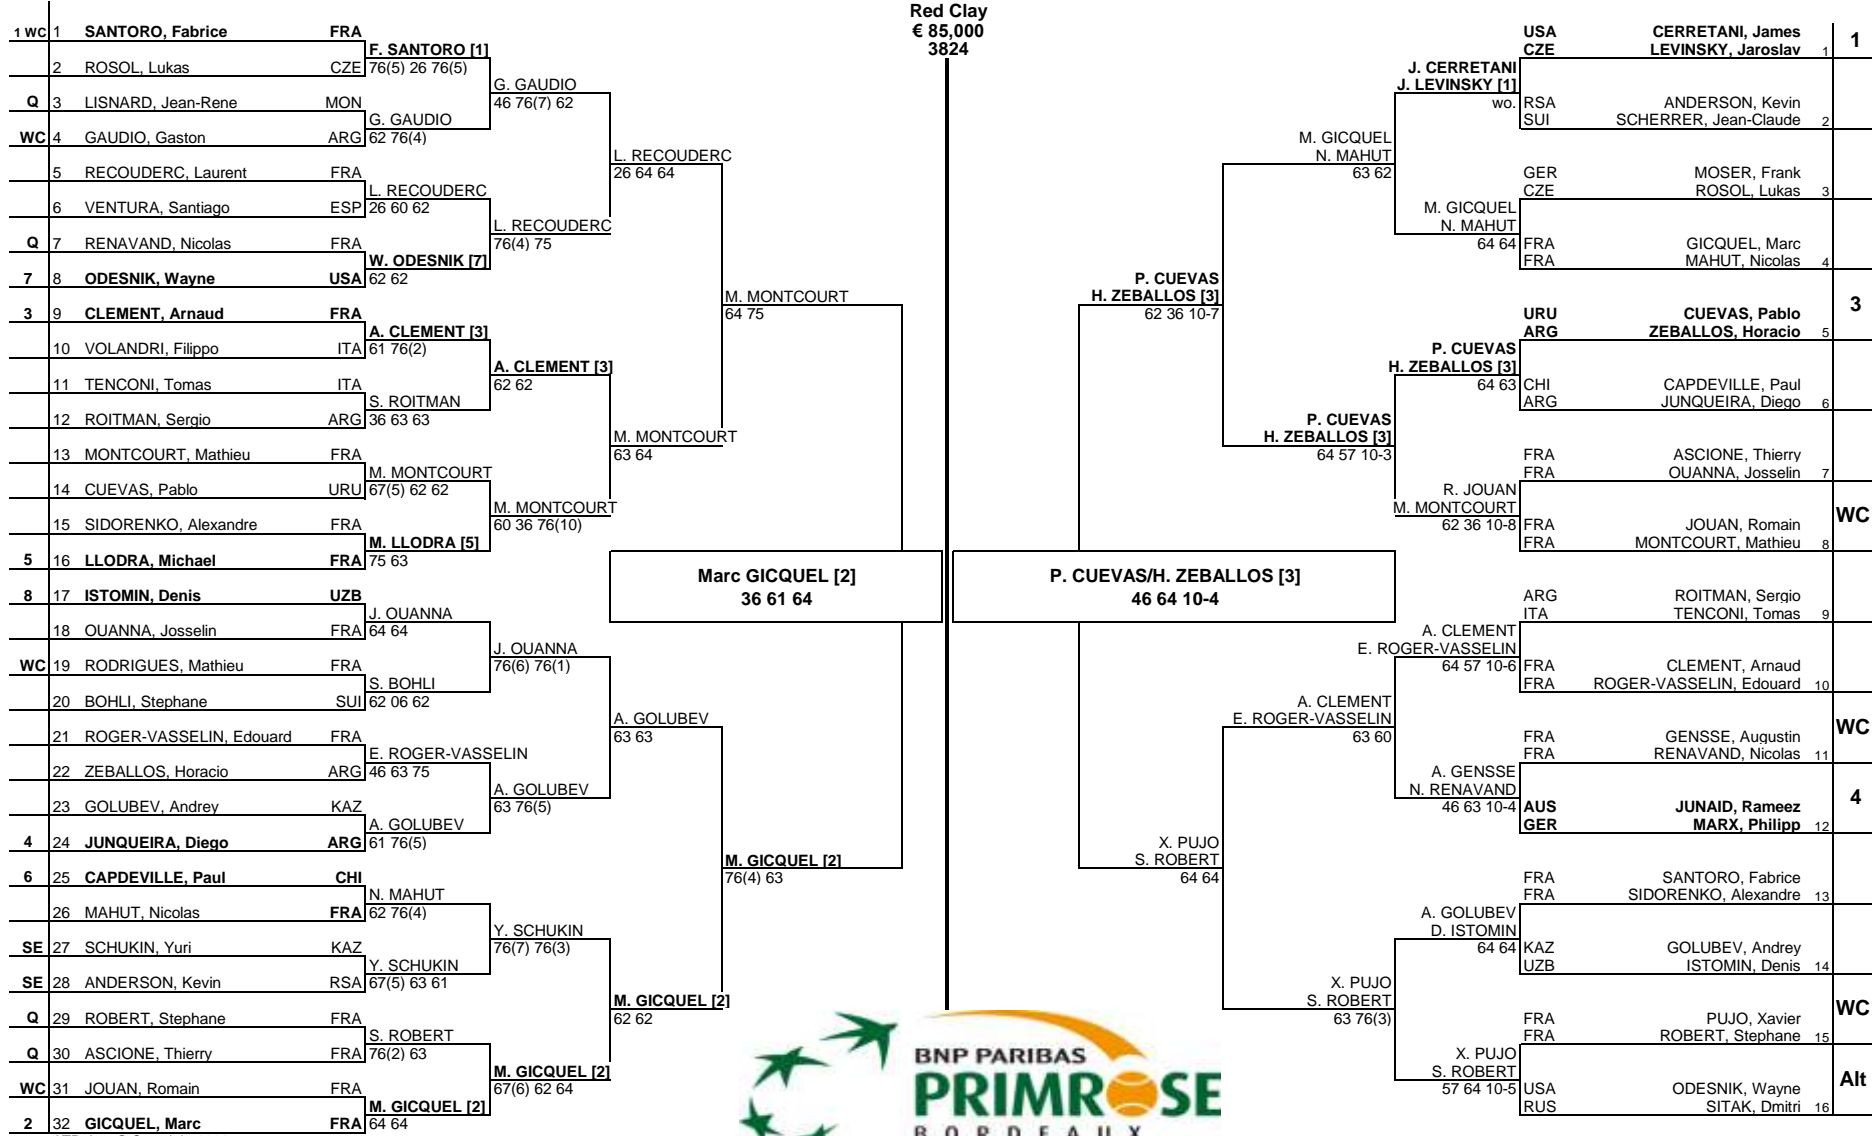 Red Clay
€ 85,000
3824
1 WC 1 SANTORO, Fabrice FRA
F. SANTORO [1]
2 ROSOL, Lukas CZE 76(5) 26 76(5)
G. GAUDIO
Q 3 LISNARD, Jean-Rene MON 46 76(7) 62
G. GAUDIO
WC 4 GAUDIO, Gaston ARG 62 76(4)
L. RECOUDERC
5 RECOUDERC, Laurent FRA 26 64 64
L. RECOUDERC
6 VENTURA, Santiago ESP 26 60 62
L. RECOUDERC
Q 7 RENAVAND, Nicolas FRA 76(4) 75
W. ODESNIK [7]
7 8 ODESNIK, Wayne USA 62 62
M. MONTCOURT
3 9 CLEMENT, Arnaud FRA 64 75
A. CLEMENT [3]
10 VOLANDRI, Filippo ITA 61 76(2)
A. CLEMENT [3]
11 TENCONI, Tomas ITA 62 62
S. ROITMAN
12 ROITMAN, Sergio ARG 36 63 63
M. MONTCOURT
13 MONTCOURT, Mathieu FRA 63 64
M. MONTCOURT
14 CUEVAS, Pablo URU 67(5) 62 62
M. MONTCOURT
15 SIDORENKO, Alexandre FRA 60 36 76(10)
M. LLODRA [5]
5 16 LLODRA, Michael FRA 75 63
Marc GICQUEL [2]
36 61 64
8 17 ISTOMIN, Denis UZB
J. OUANNA
18 OUANNA, Josselin FRA 64 64
J. OUANNA
WC 19 RODRIGUES, Mathieu FRA 76(6) 76(1)
S. BOHLI
20 BOHLI, Stephane SUI 62 06 62
A. GOLUBEV
21 ROGER-VASSELIN, Edouard FRA 63 63
E. ROGER-VASSELIN
22 ZEBALLOS, Horacio ARG 46 63 75
A. GOLUBEV
23 GOLUBEV, Andrey KAZ 63 76(5)
A. GOLUBEV
4 24 JUNQUEIRA, Diego ARG 61 76(5)
M. GICQUEL [2]
6 25 CAPDEVILLE, Paul CHI 76(4) 63
N. MAHUT
26 MAHUT, Nicolas FRA 62 76(4)
Y. SCHUKIN
SE 27 SCHUKIN, Yuri KAZ 76(7) 76(3)
Y. SCHUKIN
SE 28 ANDERSON, Kevin RSA 67(5) 63 61
M. GICQUEL [2]
Q 29 ROBERT, Stephane FRA 62 62
S. ROBERT
Q 30 ASCIONE, Thierry FRA 76(2) 63
M. GICQUEL [2]
WC 31 JOUAN, Romain FRA 67(6) 62 64
M. GICQUEL [2]
2 32 GICQUEL, Marc FRA 64 64
USA CERRETANI, James 1
CZE LEVINSKY, Jaroslav 1
J. CERRETANI
J. LEVINSKY [1]
wo. RSA ANDERSON, Kevin
SUI SCHERRER, Jean-Claude 2
M. GICQUEL
N. MAHUT
63 62
GER MOSER, Frank
CZE ROSOL, Lukas 3
M. GICQUEL
N. MAHUT
64 64 FRA GICQUEL, Marc
FRA MAHUT, Nicolas 4
P. CUEVAS
H. ZEBALLOS [3]
62 36 10-7
URU CUEVAS, Pablo 3
ARG ZEBALLOS, Horacio 5
P. CUEVAS
H. ZEBALLOS [3]
64 63 CHI CAPDEVILLE, Paul
ARG JUNQUEIRA, Diego 6
P. CUEVAS
H. ZEBALLOS [3]
64 57 10-3
FRA ASCIONE, Thierry
FRA OUANNA, Josselin 7
R. JOUAN
M. MONTCOURT WC
62 36 10-8 FRA JOUAN, Romain
FRA MONTCOURT, Mathieu 8
P. CUEVAS/H. ZEBALLOS [3]
46 64 10-4
ARG ROITMAN, Sergio
ITA TENCONI, Tomas 9
A. CLEMENT
E. ROGER-VASSELIN
64 57 10-6 FRA CLEMENT, Arnaud
FRA ROGER-VASSELIN, Edouard 10
A. CLEMENT
E. ROGER-VASSELIN WC
63 60
FRA GENSSE, Augustin
FRA RENAVAND, Nicolas 11
A. GENSSE
N. RENAVAND 4
46 63 10-4 AUS JUNAID, Rameez
GER MARX, Philipp 12
X. PUJO
S. ROBERT
64 64
FRA SANTORO, Fabrice
FRA SIDORENKO, Alexandre 13
A. GOLUBEV
D. ISTOMIN
64 64 KAZ GOLUBEV, Andrey
UZB ISTOMIN, Denis 14
X. PUJO
S. ROBERT WC
63 76(3)
FRA PUJO, Xavier
FRA ROBERT, Stephane 15
X. PUJO
S. ROBERT Alt
57 64 10-5 USA ODESNIK, Wayne
RUS SITAK, Dmitri 16
BNP PARIBAS
PRIMROSE
BORDEAUX